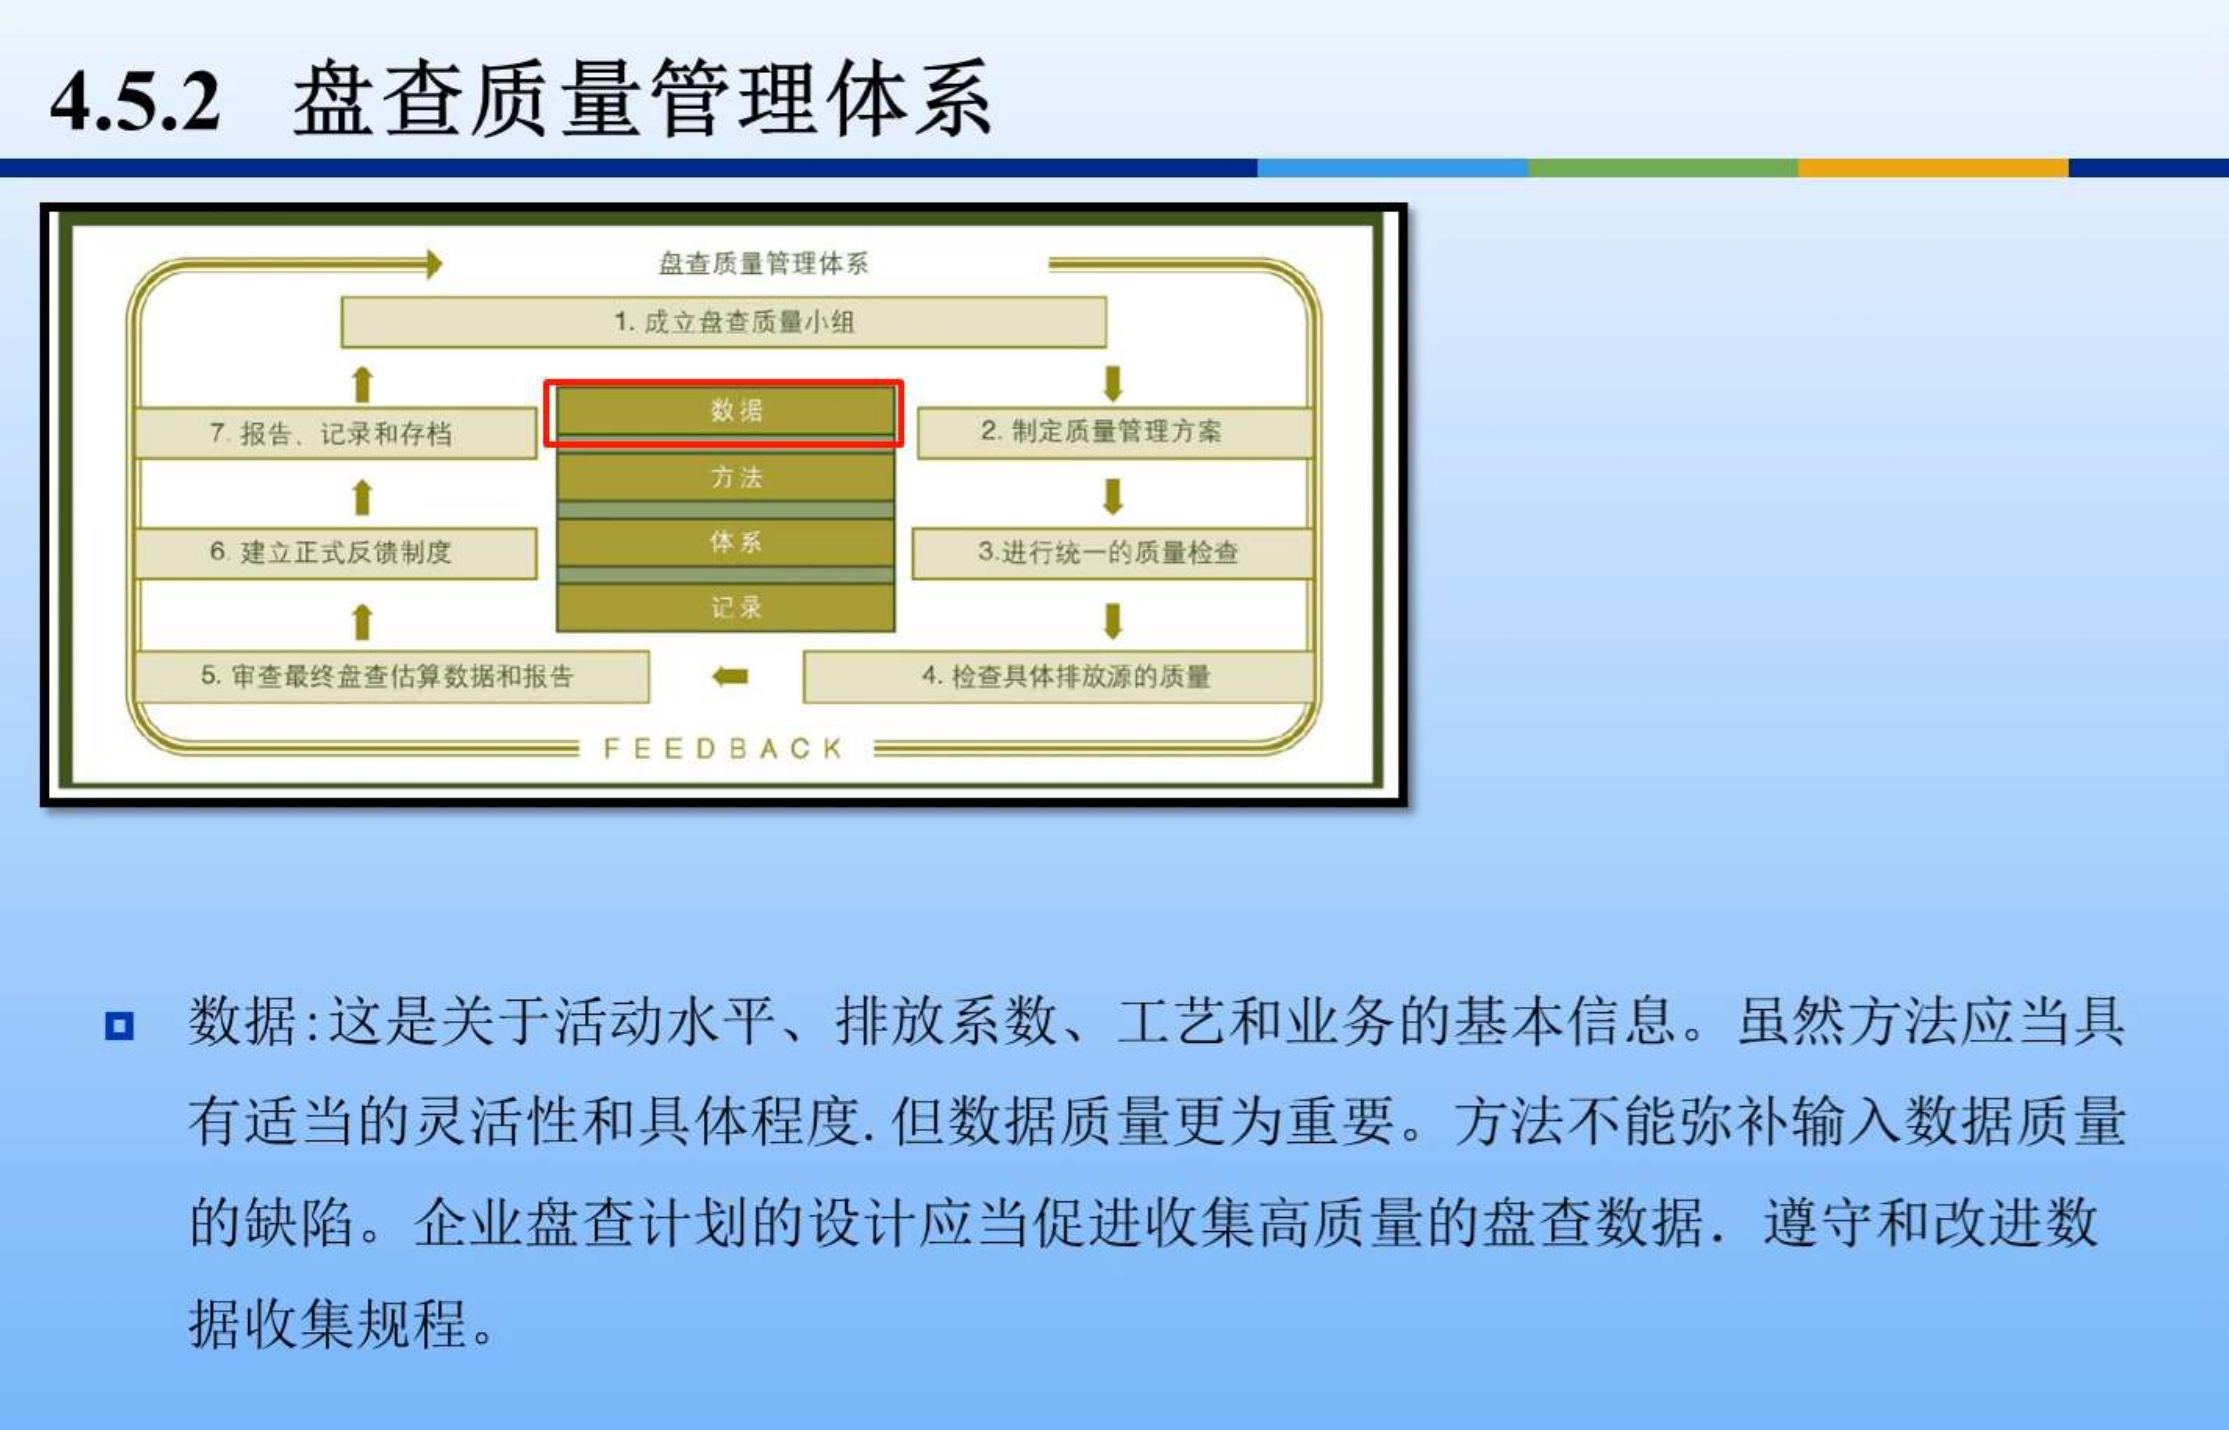 4.5.2 盘查质量管理体系
盘查质量管理体系
1. 成立盘查质量小组
数据
7. 报告、记录和存档
2. 制定质量管理方案
方法
体系
6. 建立正式反馈制度
3.进行统一的质量检查
记录
5. 审查最终盘查估算数据和报告
4. 检查具体排放源的质量
FEEDBACK
数据:这是关于活动水平、排放系数、工艺和业务的基本信息。虽然方法应当具
有适当的灵活性和具体程度.但数据质量更为重要。方法不能弥补输入数据质量
的缺陷。企业盘查计划的设计应当促进收集高质量的盘查数据．遵守和改进数
据收集规程。